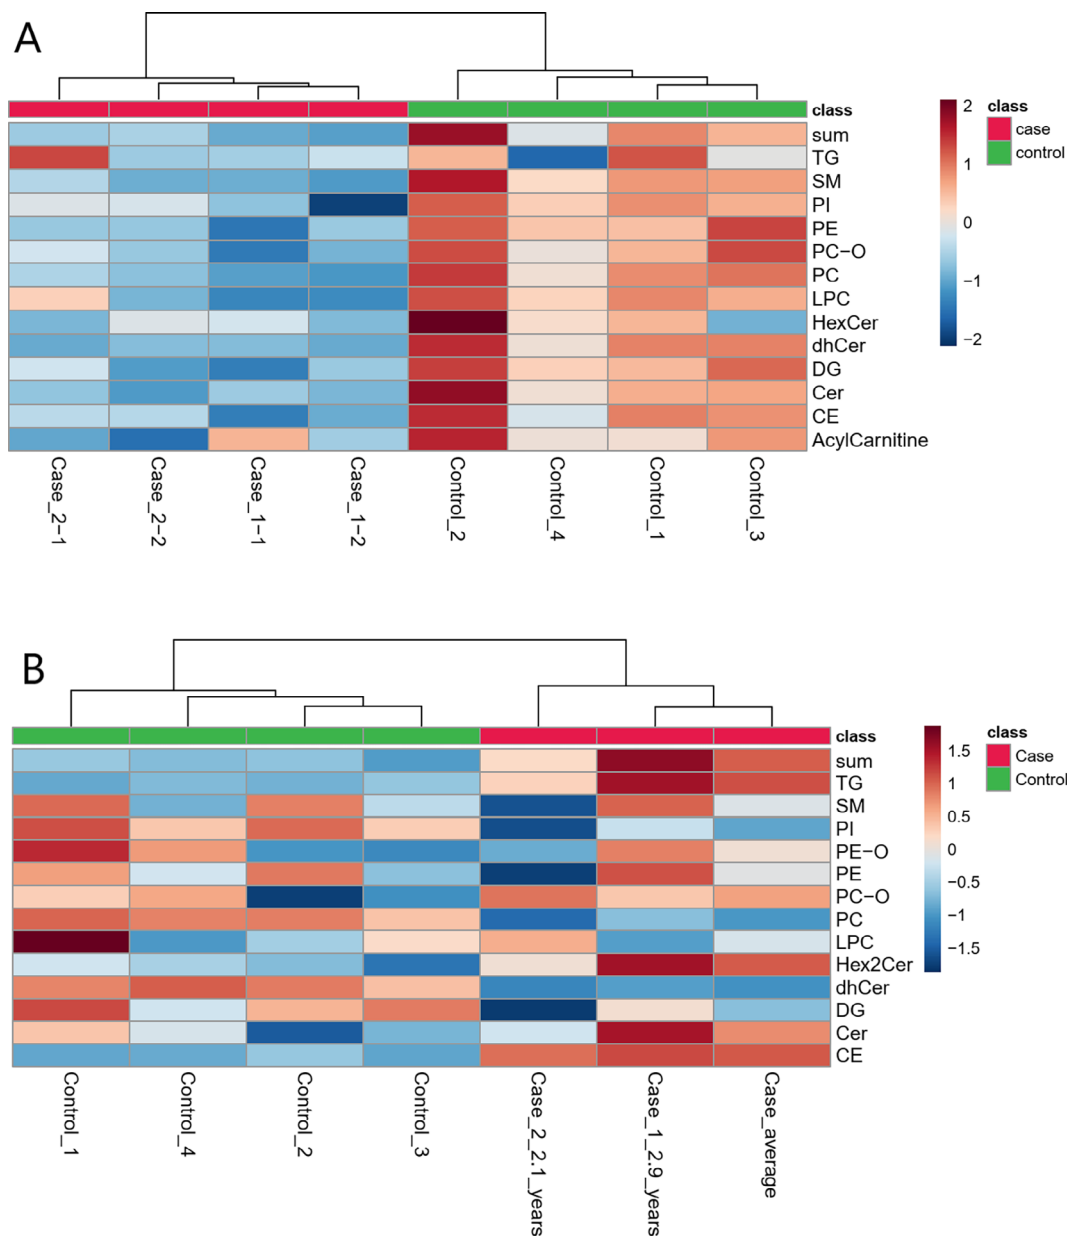 A
class
sum
TG
SM
PI
PE
PC−O
PC
LPC
HexCer
dhCer
DG
Cer
CE
AcylCarnitine
Case_2−1
Case_2−2
Case_1−1
Case_1−2
Control_2
Control_4
Control_1
Control_3
2
1
0
−1
−2
class
case
control
B
class
sum
TG
SM
PI
PE−O
PE
PC−O
PC
LPC
Hex2Cer
dhCer
DG
Cer
CE
Control_1
Control_4
Control_2
Control_3
Case_2_2.1_years
Case_1_2.9_years
Case_average
1.5
1
0.5
0
−0.5
−1
−1.5
class
Case
Control